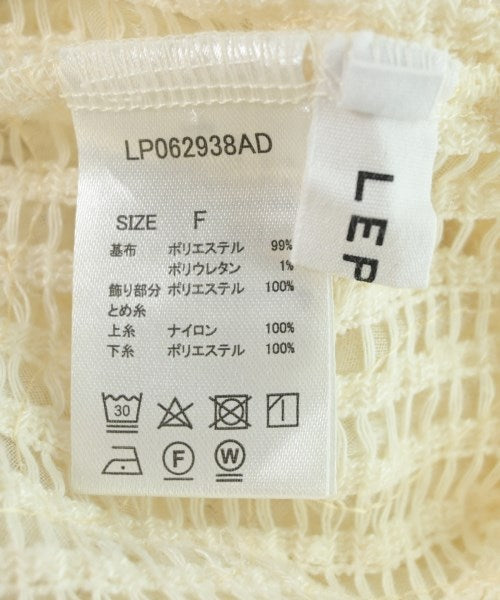 LP062938AD
SIZE F
基布 ポリエステル 99%
ポリウレタン 1%
飾り部分 ポリエステル 100%
とめ糸
上糸 ナイロン 100%
下糸 ポリエステル 100%
30
F W
LEP